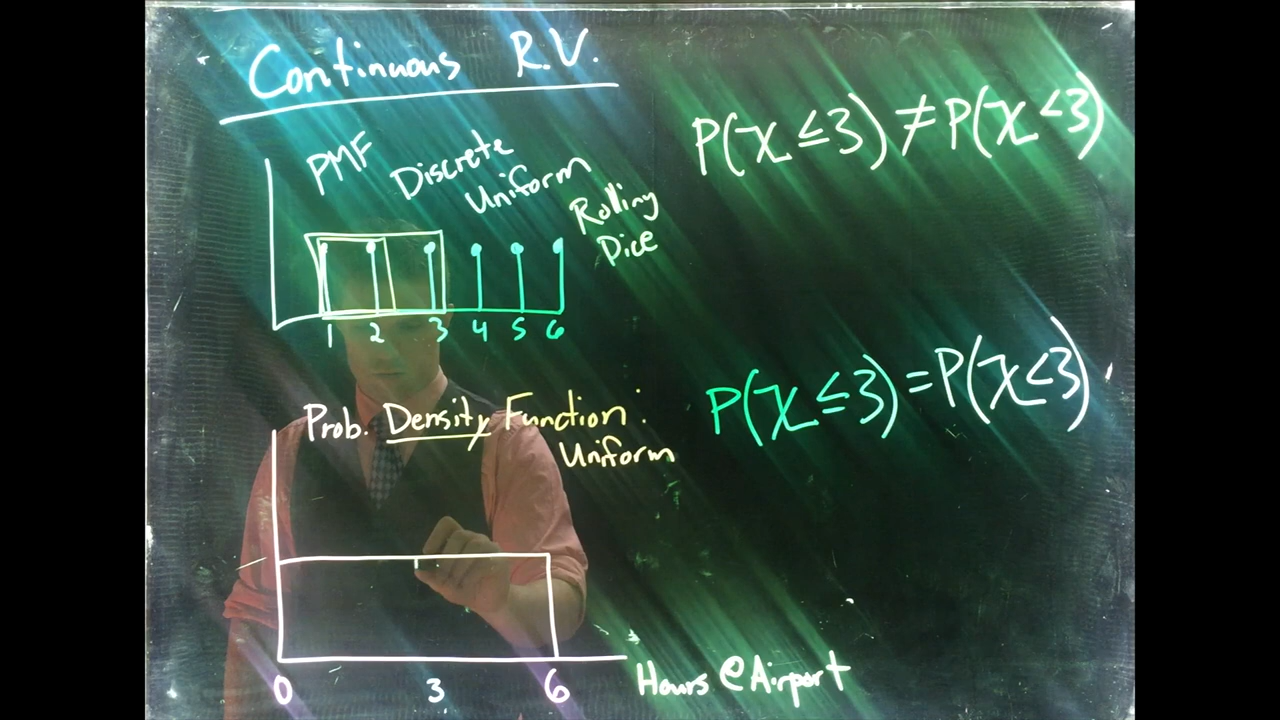 Continuous R.V.
PMF
Discrete
Uniform
Rolling
Dice
1 2 3 4 5 6
P(x ≤ 3) ≠ P(x < 3)
Prob. Density Function:
Uniform
0 3 6 Hours @ Airport
P(x ≤ 3) = P(x < 3)